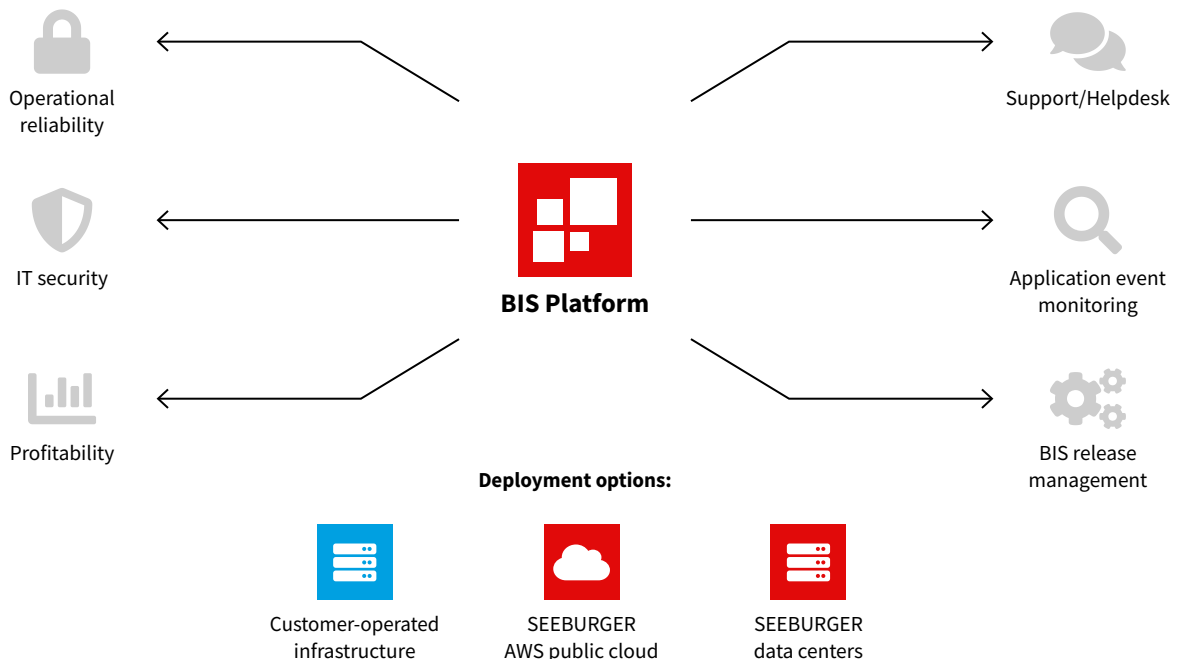 Operational
reliability
Support/Helpdesk
IT security
Application event
monitoring
BIS Platform
Profitability
BIS release
management
Deployment options:
Customer-operated
infrastructure
SEEBURGER
AWS public cloud
SEEBURGER
data centers